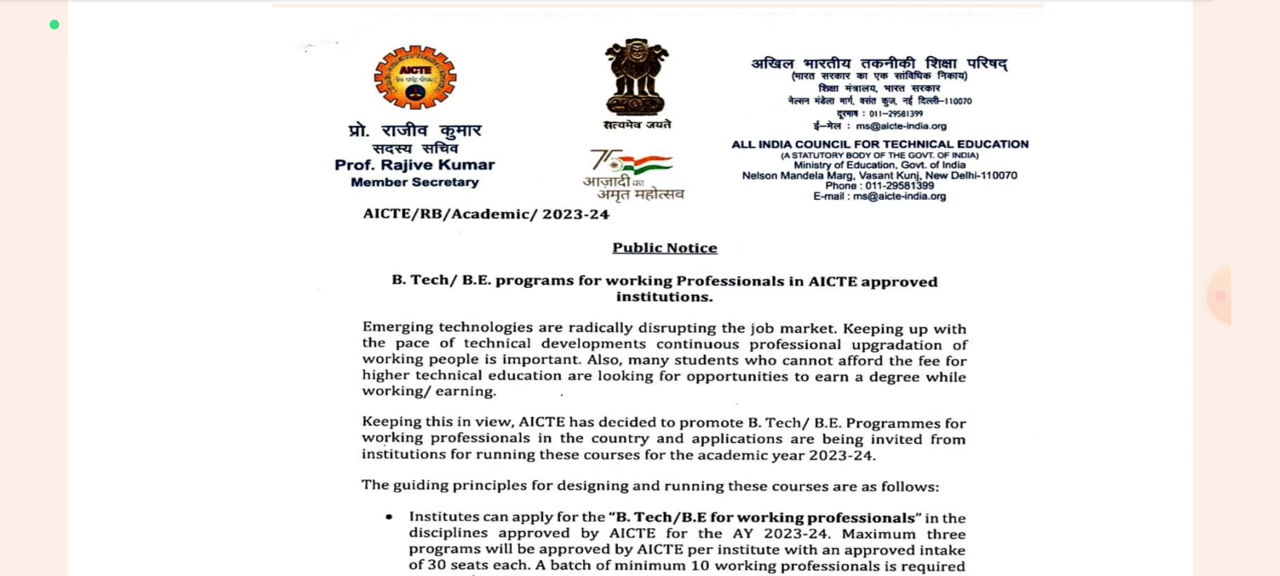 AICTE
प्रो. राजीव कुमार
सदस्य सचिव
Prof. Rajive Kumar
Member Secretary
सत्यमेव जयते
75
आज़ादी का
अमृत महोत्सव
अखिल भारतीय तकनीकी शिक्षा परिषद्
(भारत सरकार का एक सांविधिक निकाय)
शिक्षा मंत्रालय, भारत सरकार
नेल्सन मंडेला मार्ग, वसंत कुज, नई दिल्ली–110070
दूरभाष : 011–29581399
ई–मेल : ms@aicte-india.org
ALL INDIA COUNCIL FOR TECHNICAL EDUCATION
(A STATUTORY BODY OF THE GOVT. OF INDIA)
Ministry of Education, Govt. of India
Nelson Mandela Marg, Vasant Kunj, New Delhi-110070
Phone : 011-29581399
E-mail : ms@aicte-india.org
AICTE/RB/Academic/ 2023-24
Public Notice
B. Tech/ B.E. programs for working Professionals in AICTE approved
institutions.
Emerging technologies are radically disrupting the job market. Keeping up with
the pace of technical developments continuous professional upgradation of
working people is important. Also, many students who cannot afford the fee for
higher technical education are looking for opportunities to earn a degree while
working/ earning.
Keeping this in view, AICTE has decided to promote B. Tech/ B.E. Programmes for
working professionals in the country and applications are being invited from
institutions for running these courses for the academic year 2023-24.
The guiding principles for designing and running these courses are as follows:
• Institutes can apply for the "B. Tech/B.E for working professionals" in the
disciplines approved by AICTE for the AY 2023-24. Maximum three
programs will be approved by AICTE per institute with an approved intake
of 30 seats each. A batch of minimum 10 working professionals is required